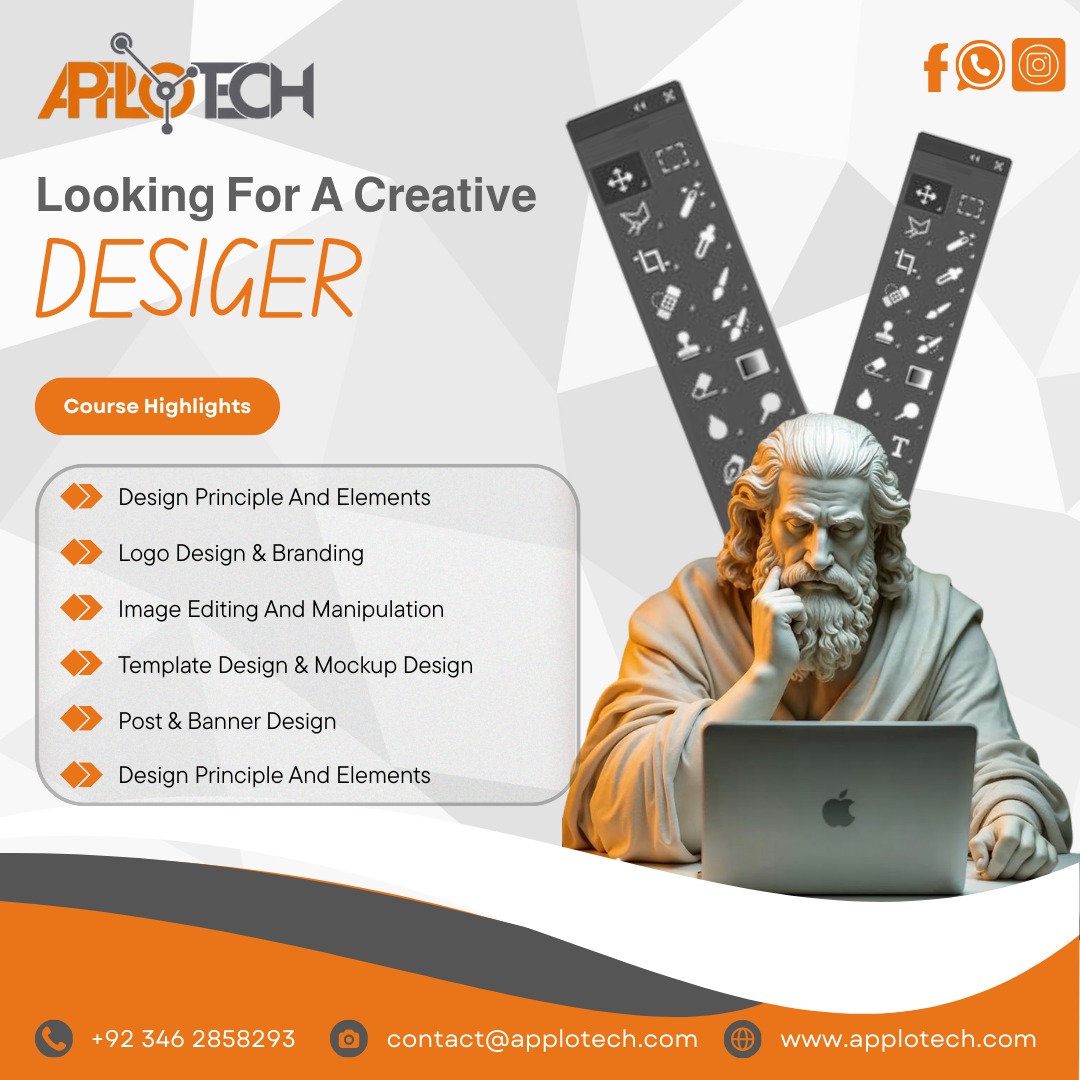 APPLOTECH
Looking For A Creative
DESIGER
Course Highlights
Design Principle And Elements
Logo Design & Branding
Image Editing And Manipulation
Template Design & Mockup Design
Post & Banner Design
Design Principle And Elements
T
+92 346 2858293
contact@applotech.com
www.applotech.com